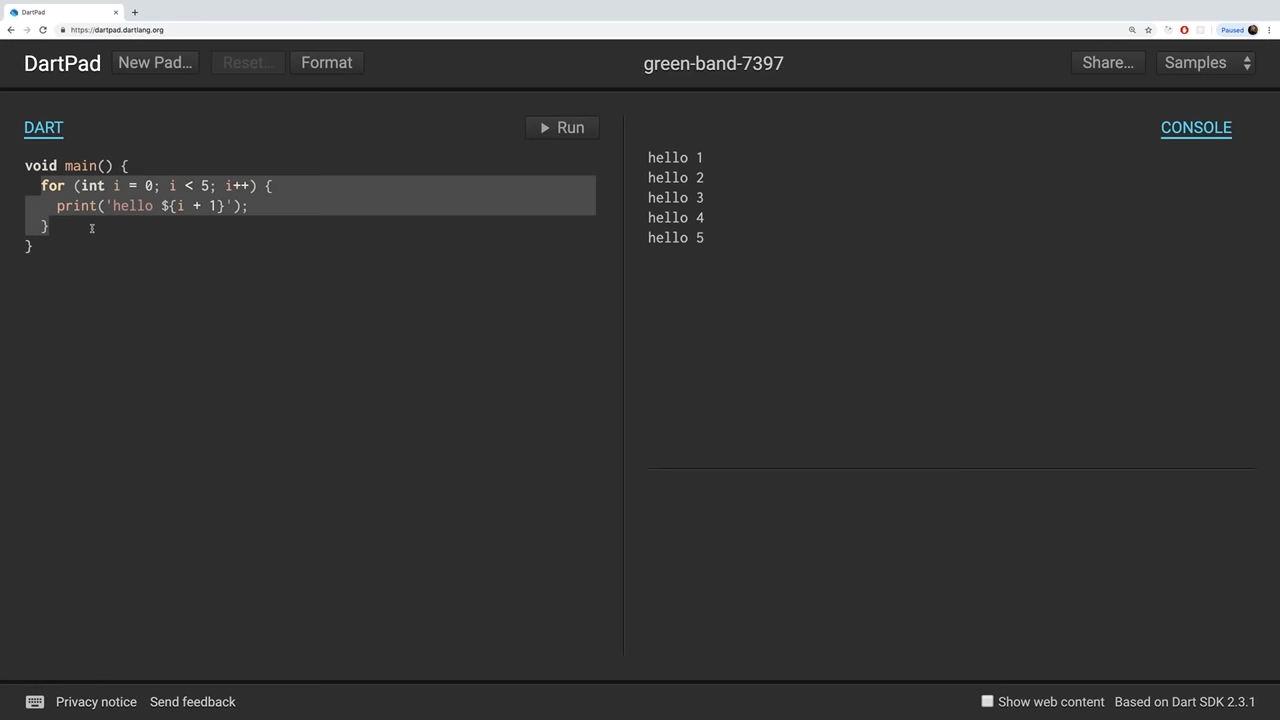 DartPad
https://dartpad.dartlang.org
Paused
DartPad
New Pad...
Reset...
Format
green-band-7397
Share...
Samples
DART
Run
CONSOLE
void main() {
for (int i = 0; i < 5; i++) {
print('hello ${i + 1}');
}
}
hello 1
hello 2
hello 3
hello 4
hello 5
Privacy notice
Send feedback
Show web content
Based on Dart SDK 2.3.1